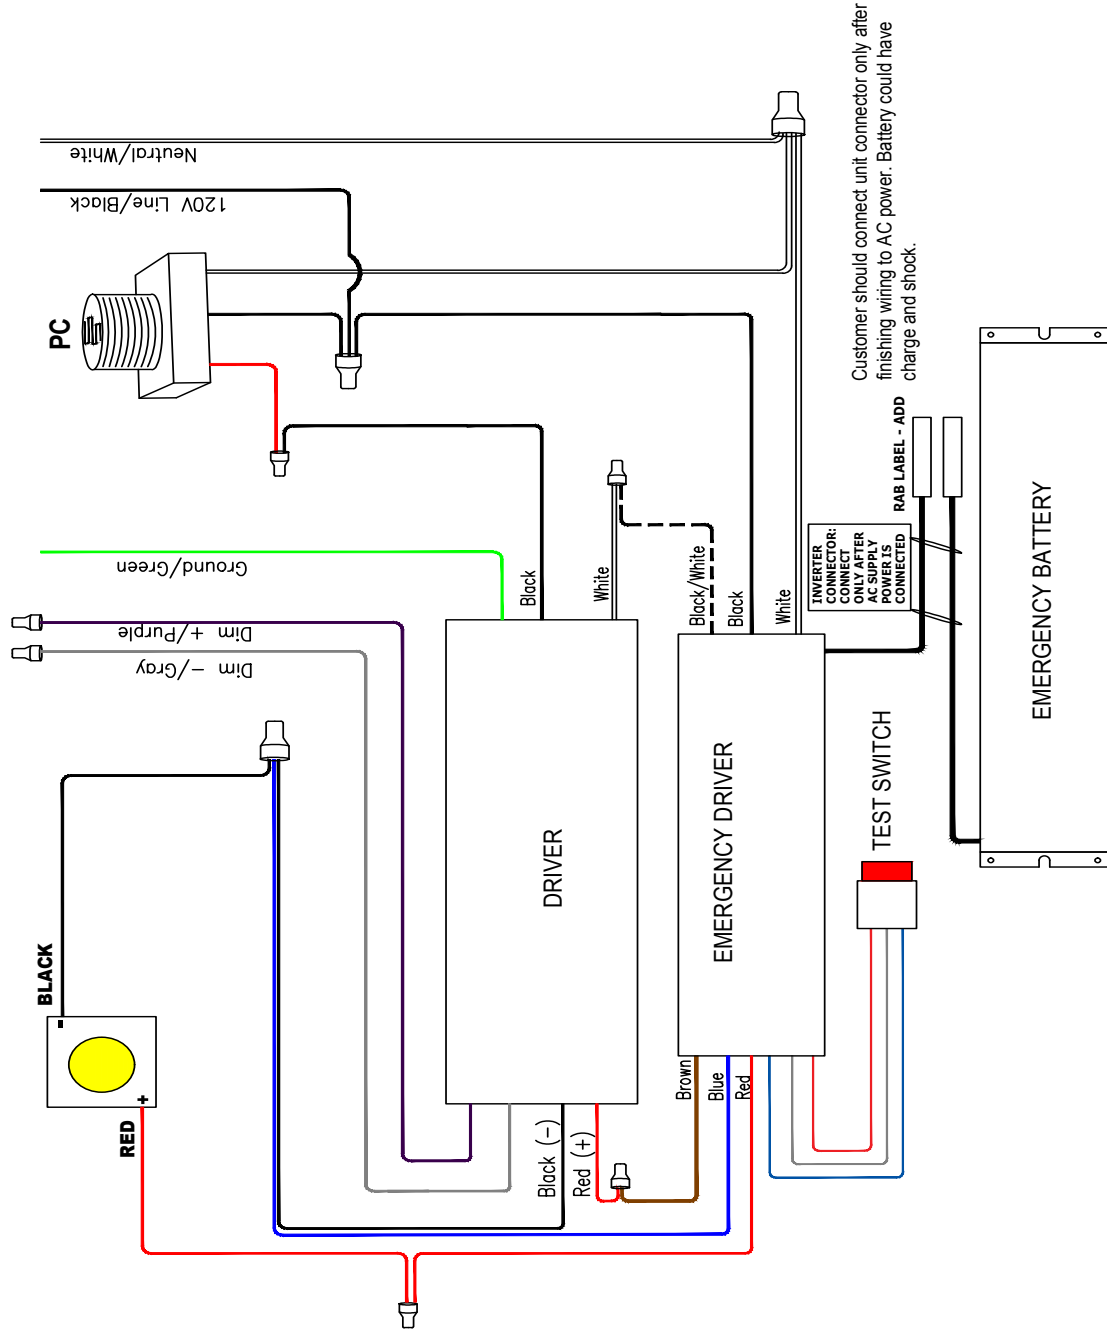 Neutral/White
120V Line/Black
PC
Customer should connect unit connector only after
finishing wiring to AC power. Battery could have
charge and shock.
RAB LABEL - ADD
INVERTER
CONNECTOR:
CONNECT
ONLY AFTER
AC SUPPLY
POWER IS
CONNECTED
Ground/Green
Dim +/Purple
Dim -/Gray
Black
White
Black/White
Black
White
DRIVER
EMERGENCY DRIVER
TEST SWITCH
EMERGENCY BATTERY
BLACK
-
+
RED
Black (-)
Red (+)
Brown
Blue
Red